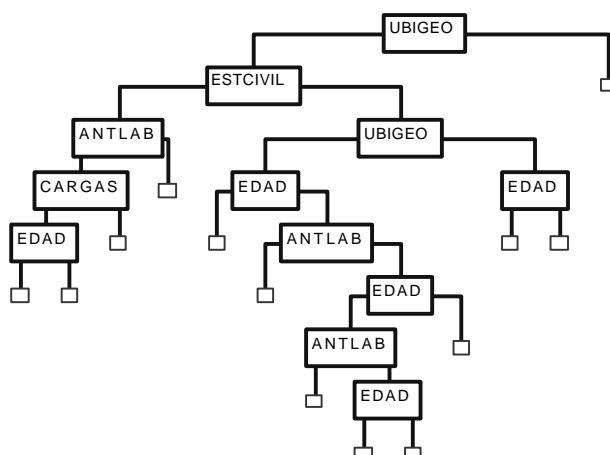 UBIGEO
ESTCIVIL
ANTLAB
UBIGEO
CARGAS
EDAD
EDAD
EDAD
ANTLAB
EDAD
ANTLAB
EDAD